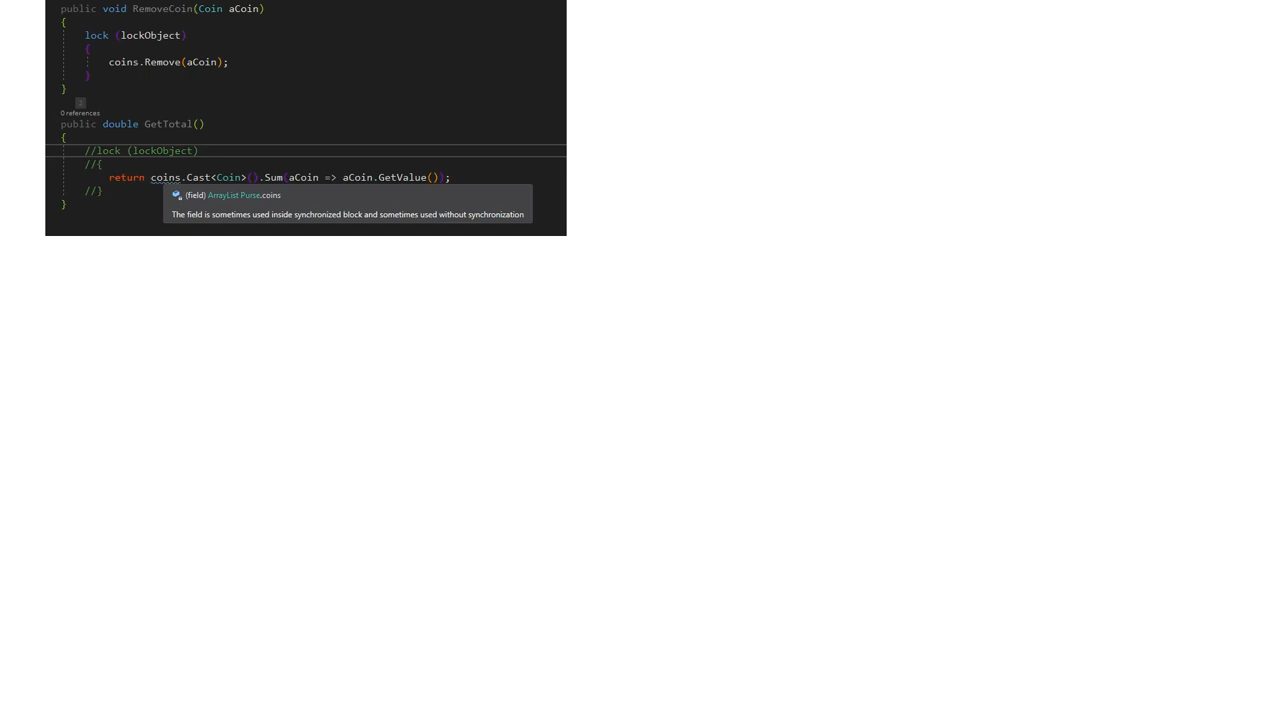 public void RemoveCoin(Coin aCoin)
{
lock (lockObject)
{
coins.Remove(aCoin);
}
}
2
0 references
public double GetTotal()
{
//lock (lockObject)
//{
return coins.Cast<Coin>().Sum(aCoin => aCoin.GetValue());
//}
(field) ArrayList Purse.coins
}
The field is sometimes used inside synchronized block and sometimes used without synchronization